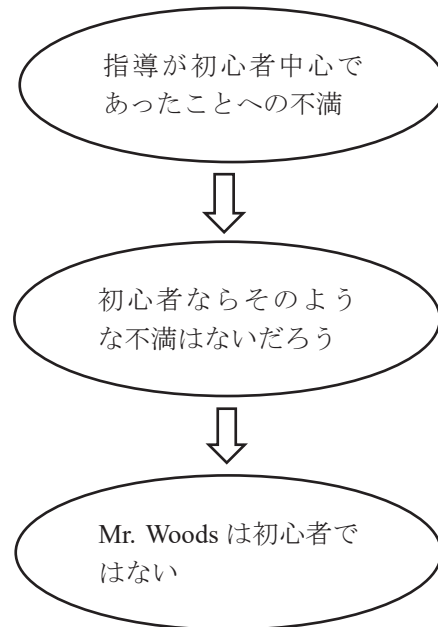 指導が初心者中心で
あったことへの不満
初心者ならそのよう
な不満はないだろう
Mr. Woods は初心者で
はない